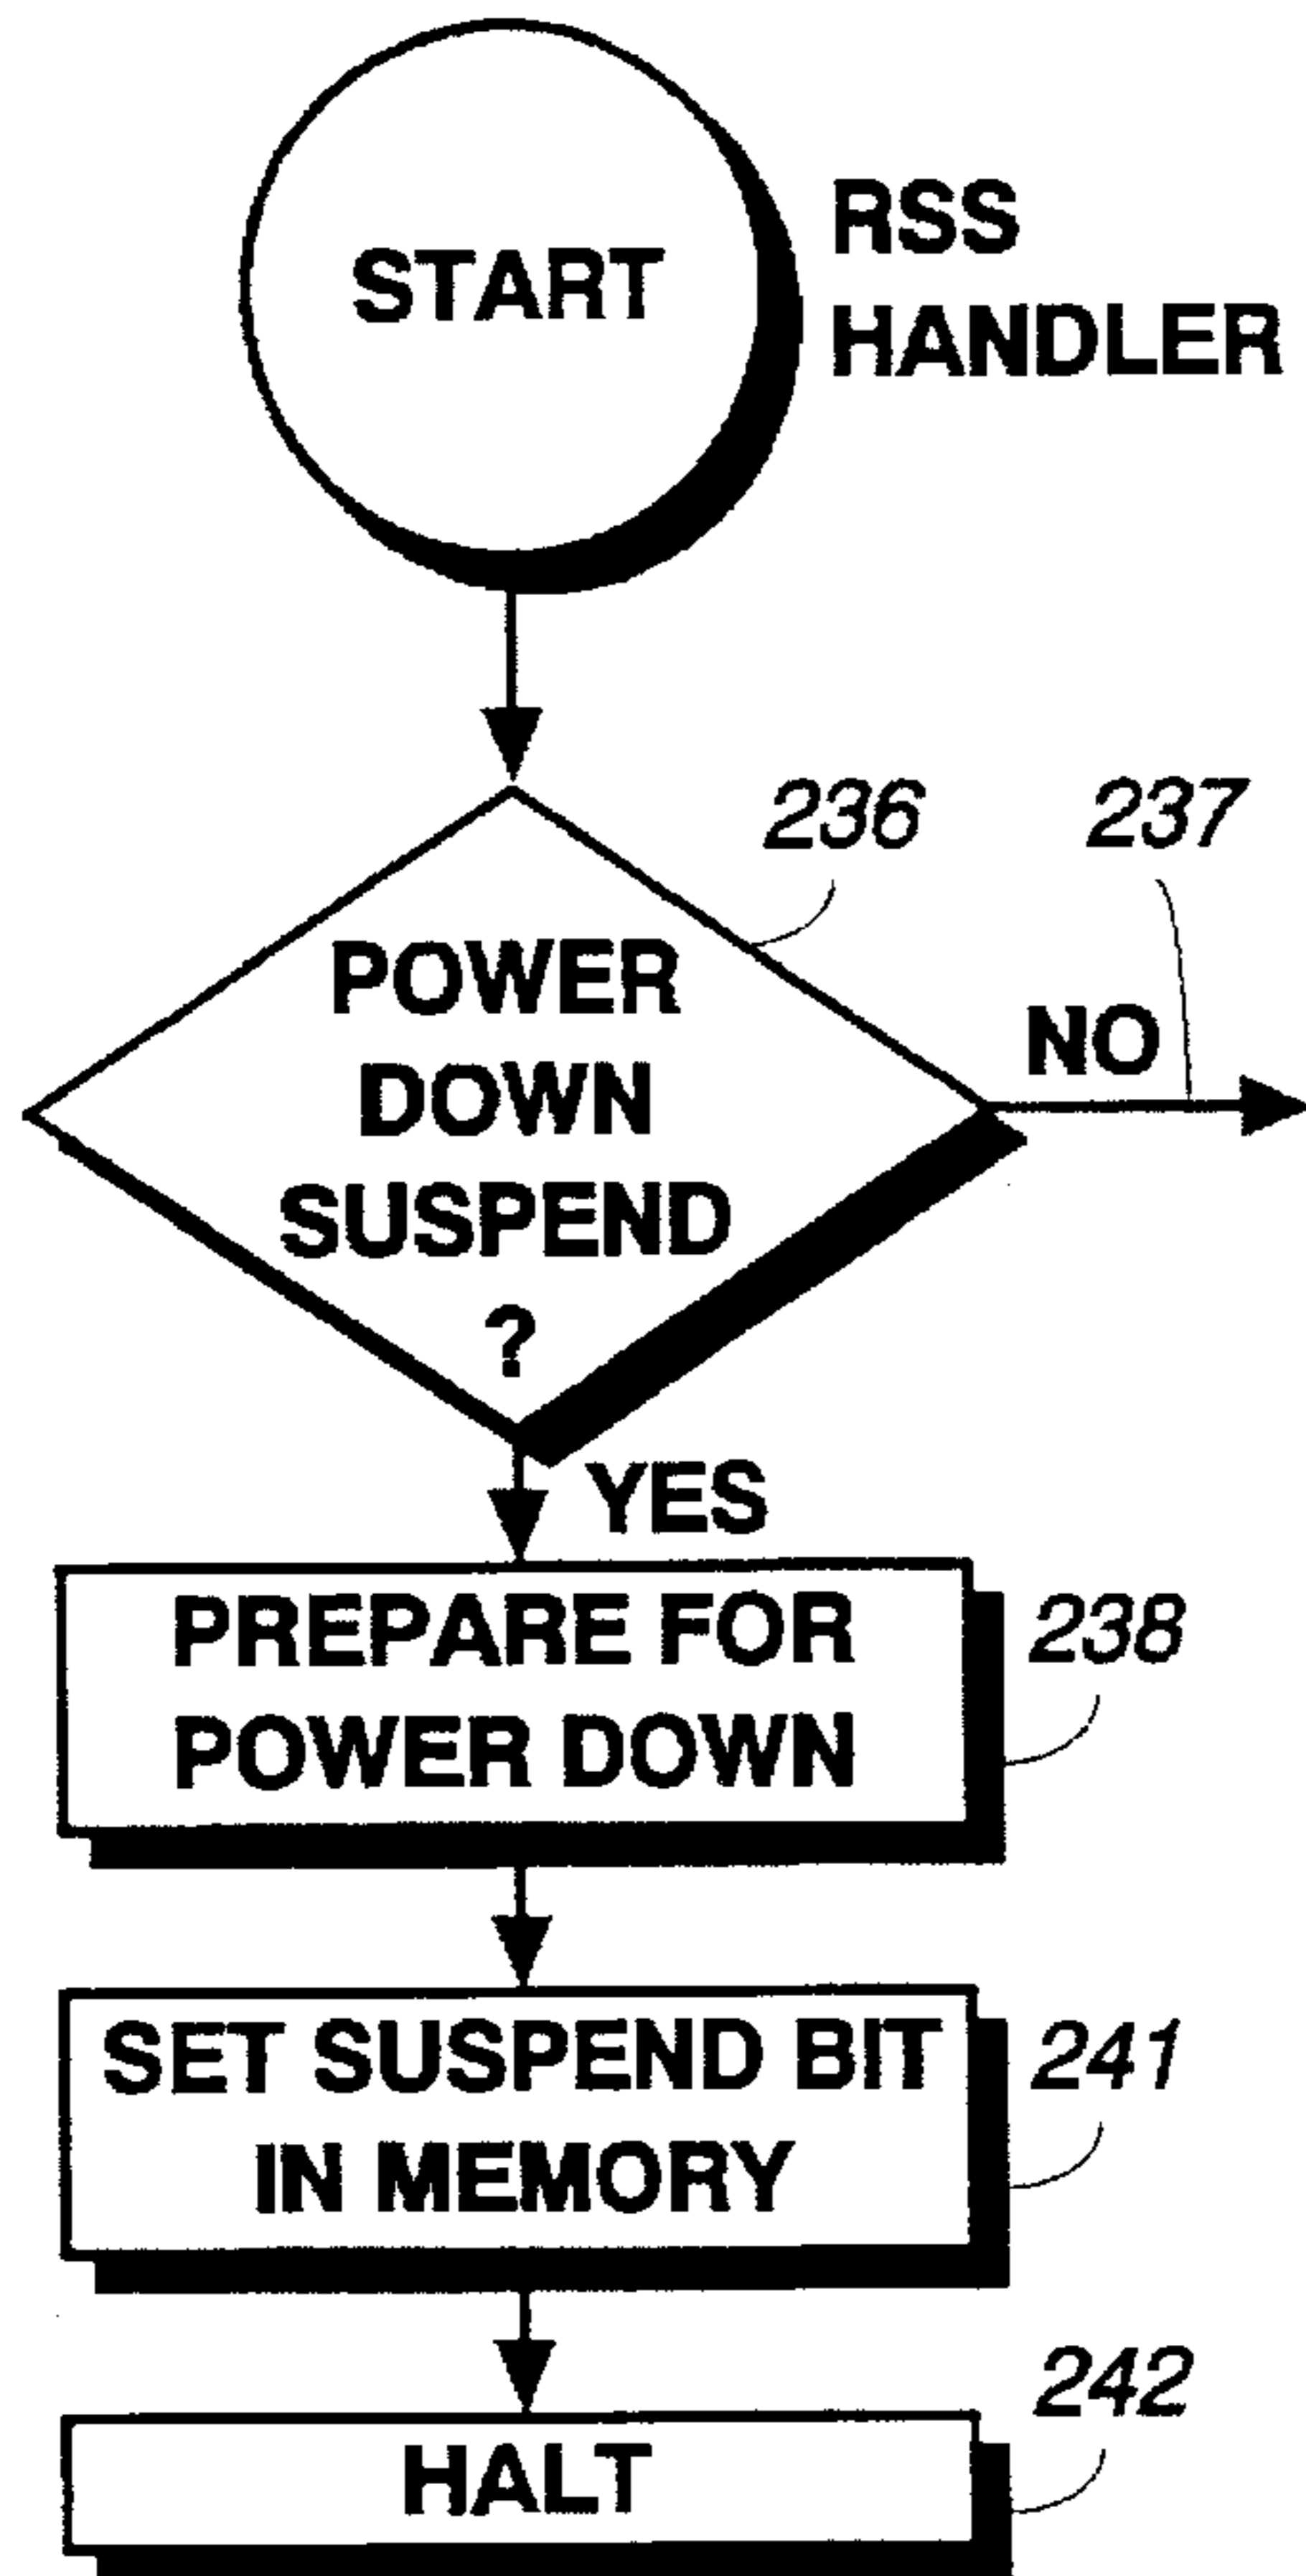 START
RSS
HANDLER
236
237
POWER
DOWN
SUSPEND
?
NO
YES
PREPARE FOR
POWER DOWN
238
SET SUSPEND BIT
IN MEMORY
241
HALT
242